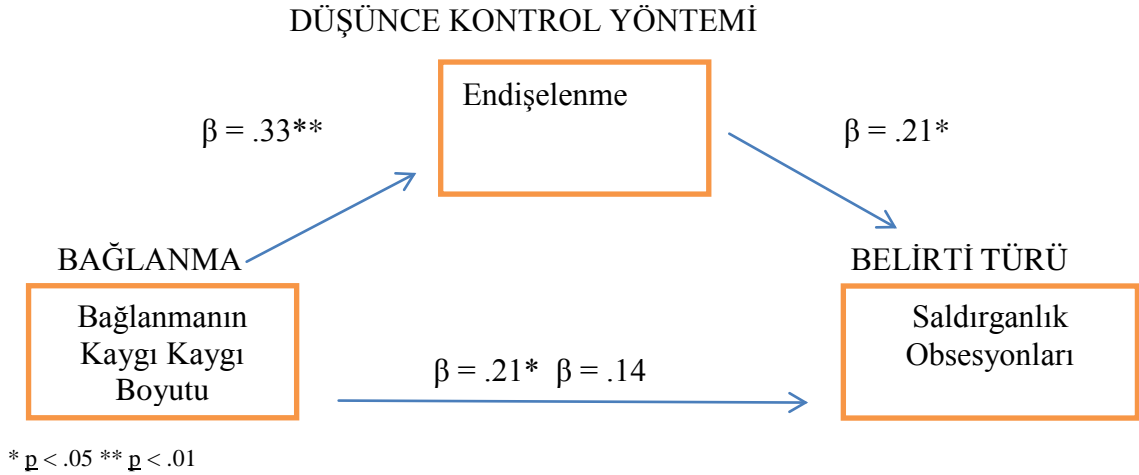 DÜŞÜNCE KONTROL YÖNTEMİ
Endişelenme
β = .33**
β = .21*
BAĞLANMA
BELİRTİ TÜRÜ
Bağlanmanın
Kaygı Kaygı
Boyutu
Saldırganlık
Obsesyonları
β = .21* β = .14
* p < .05 ** p < .01